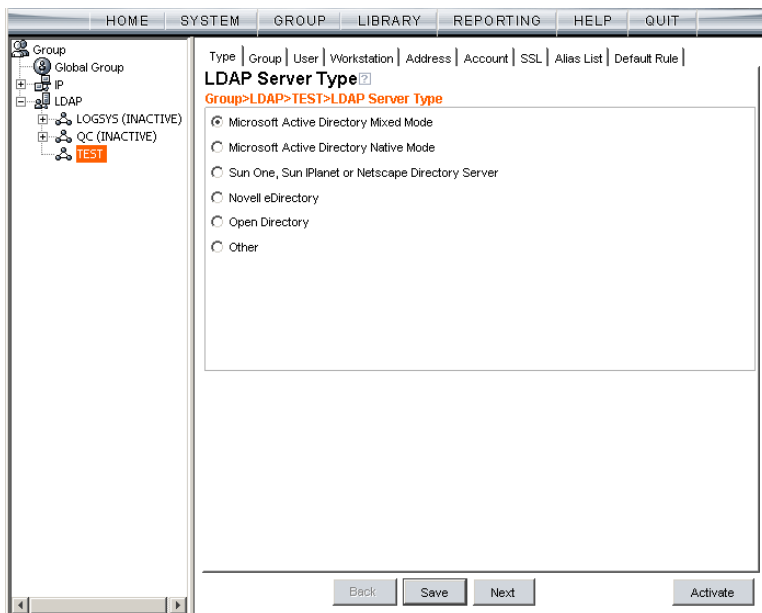 HOME SYSTEM GROUP LIBRARY REPORTING HELP QUIT
Group
Global Group
IP
LDAP
LOGSYS (INACTIVE)
QC (INACTIVE)
TEST
Type Group User Workstation Address Account SSL Alias List Default Rule
LDAP Server Type ?
Group>LDAP>TEST>LDAP Server Type
Microsoft Active Directory Mixed Mode
Microsoft Active Directory Native Mode
Sun One, Sun IPlanet or Netscape Directory Server
Novell eDirectory
Open Directory
Other
Back Save Next Activate